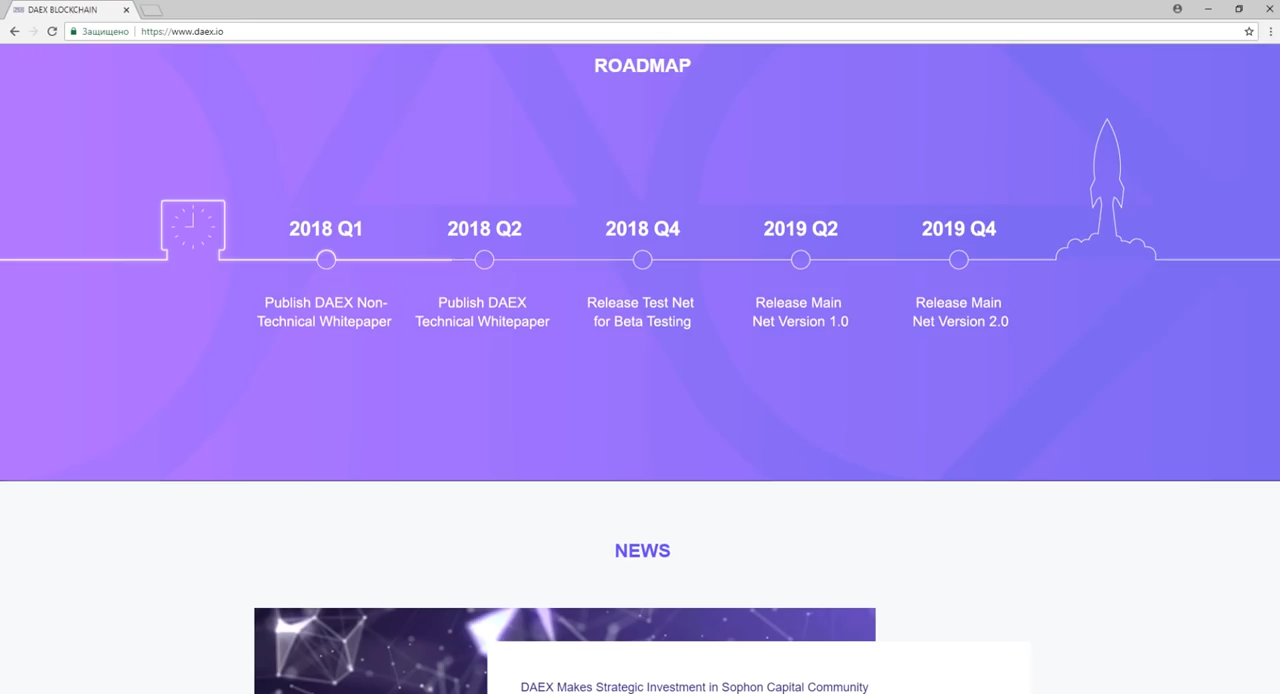 DAEX BLOCKCHAIN
Защищено
https://www.daex.io
ROADMAP
2018 Q1
2018 Q2
2018 Q4
2019 Q2
2019 Q4
Publish DAEX Non-
Technical Whitepaper
Publish DAEX
Technical Whitepaper
Release Test Net
for Beta Testing
Release Main
Net Version 1.0
Release Main
Net Version 2.0
NEWS
DAEX Makes Strategic Investment in Sophon Capital Community